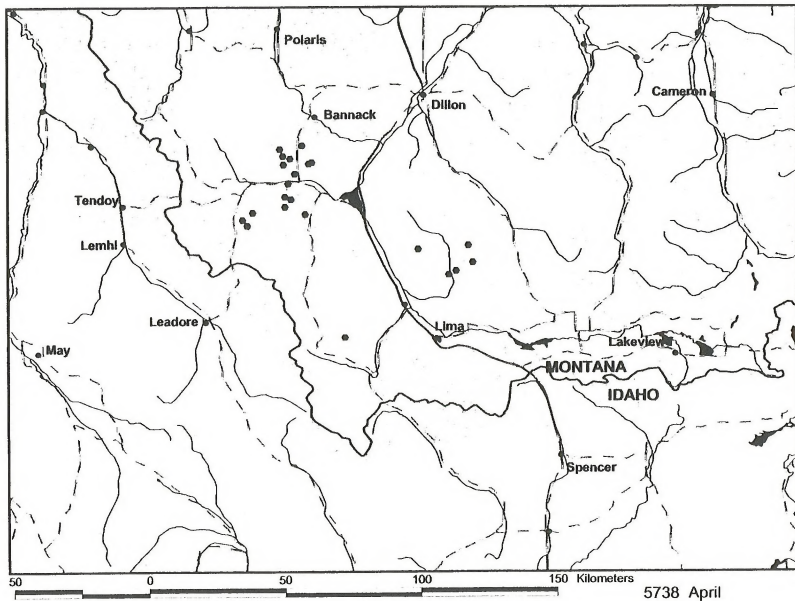 Polaris
Bannack
Dillon
Cameron
Tendoy
Lemhi
Leadore
Lima
Lakeview
May
MONTANA
IDAHO
Spencer
50 0 50 100 150 Kilometers
5738 April